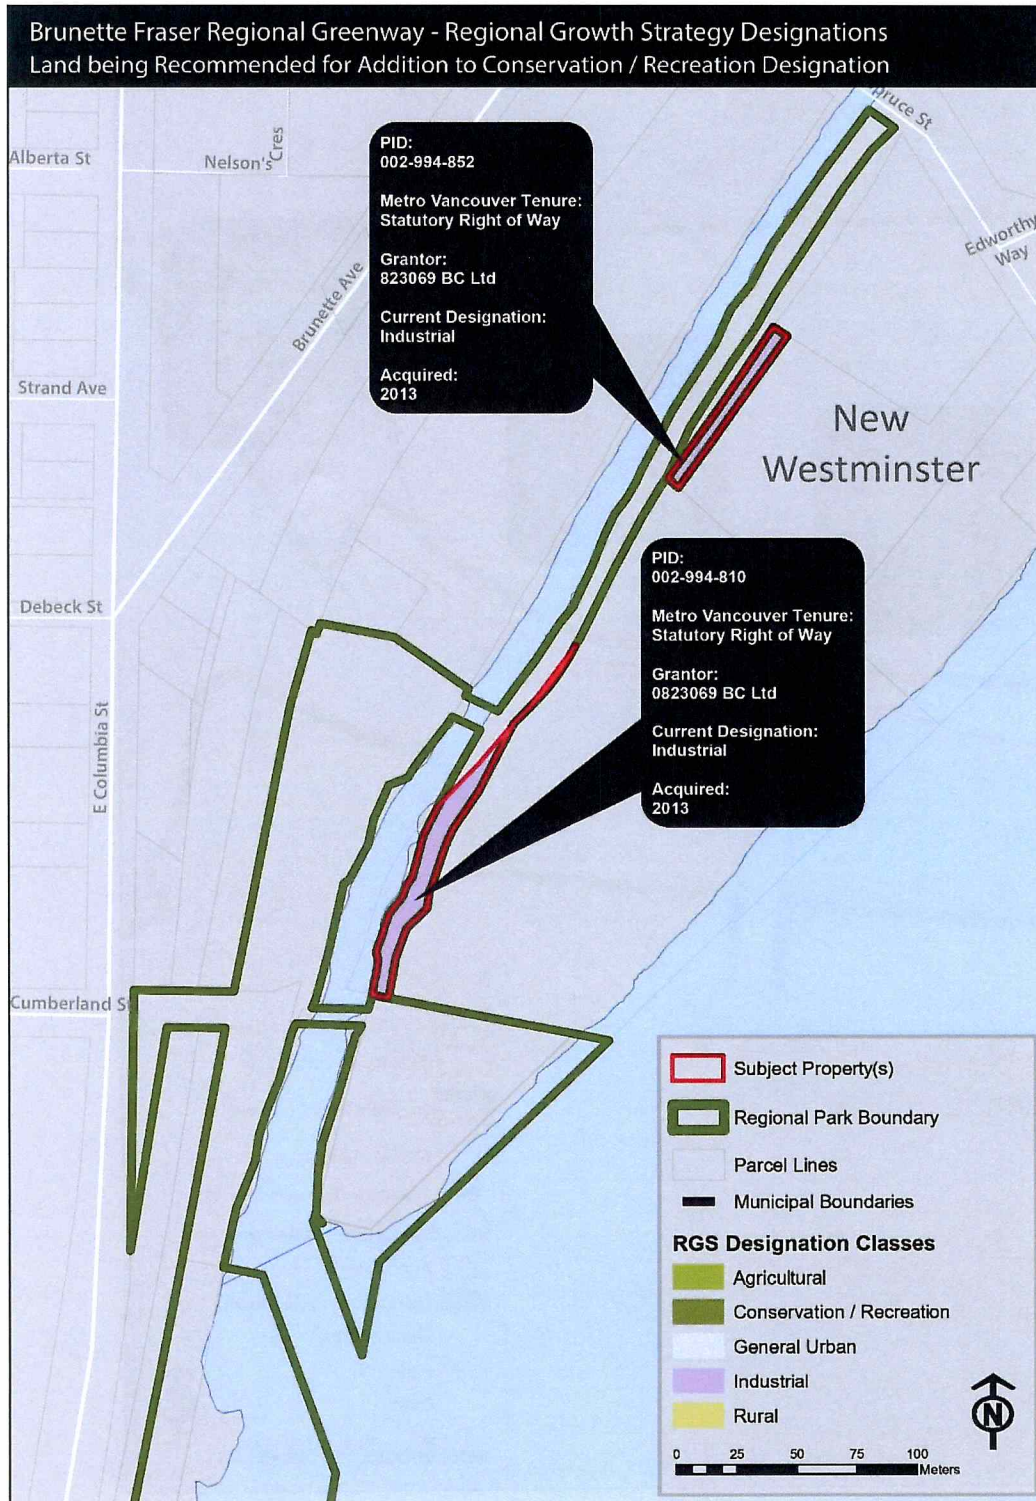 Brunette Fraser Regional Greenway - Regional Growth Strategy Designations
Land being Recommended for Addition to Conservation / Recreation Designation
Spruce St
Alberta St
Nelson's Cres
Edworthy Way
Brunette Ave
PID:
002-994-852
Metro Vancouver Tenure:
Statutory Right of Way
Grantor:
823069 BC Ltd
Current Designation:
Industrial
Acquired:
2013
Strand Ave
New
Westminster
PID:
002-994-810
Metro Vancouver Tenure:
Statutory Right of Way
Grantor:
0823069 BC Ltd
Current Designation:
Industrial
Acquired:
2013
Debeck St
E Columbia St
Cumberland St
Subject Property(s)
Regional Park Boundary
Parcel Lines
Municipal Boundaries
RGS Designation Classes
Agricultural
Conservation / Recreation
General Urban
Industrial
Rural
N
0 25 50 75 100
Meters